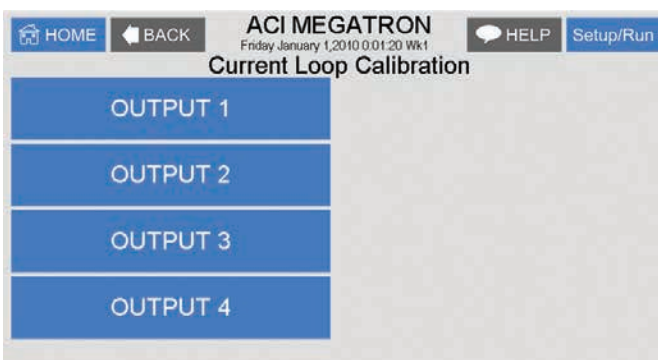 HOME BACK ACI MEGATRON HELP Setup/Run
Friday January 1,2010 0:01:20 Wk1
Current Loop Calibration
OUTPUT 1
OUTPUT 2
OUTPUT 3
OUTPUT 4